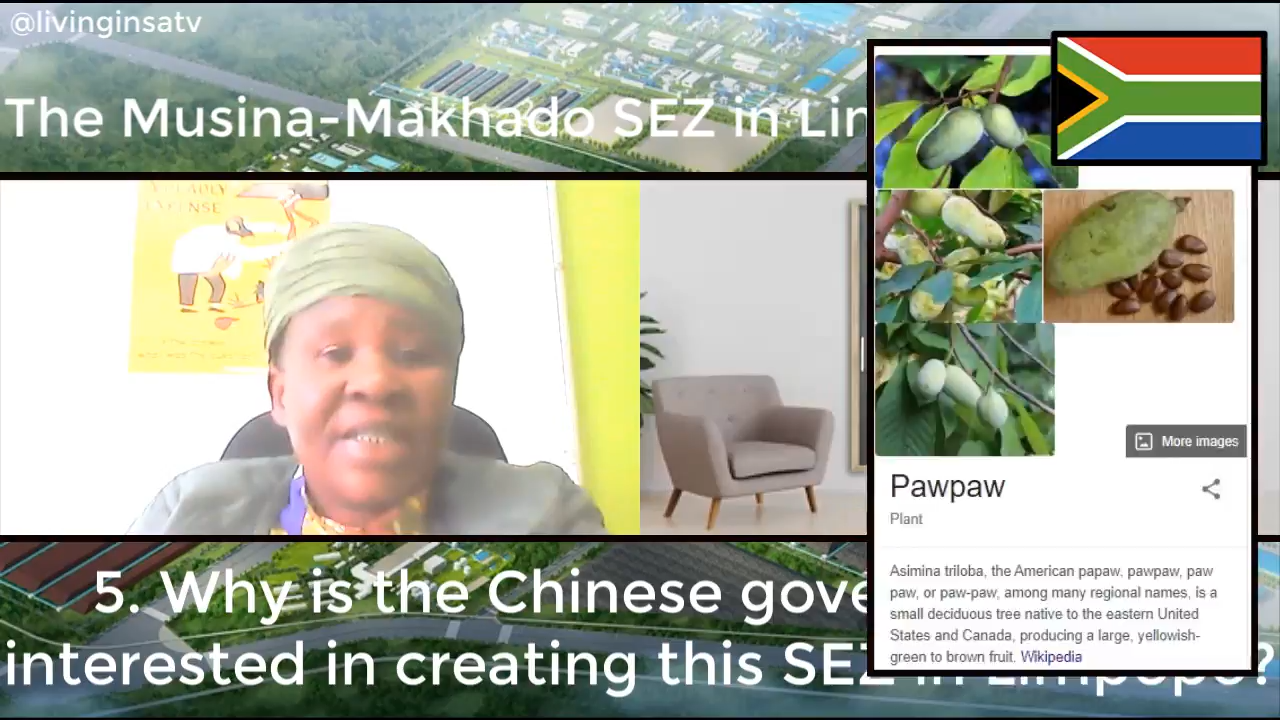 @livinginsatv
The Musina-Makhado SEZ in Lim
DEADLY
More images
Pawpaw
Plant
Asimina triloba, the American papaw, pawpaw, paw
paw, or paw-paw, among many regional names, is a
small deciduous tree native to the eastern United
States and Canada, producing a large, yellowish-
green to brown fruit. Wikipedia
5. Why is the Chinese gove
interested in creating this SEZ in Limpopo?